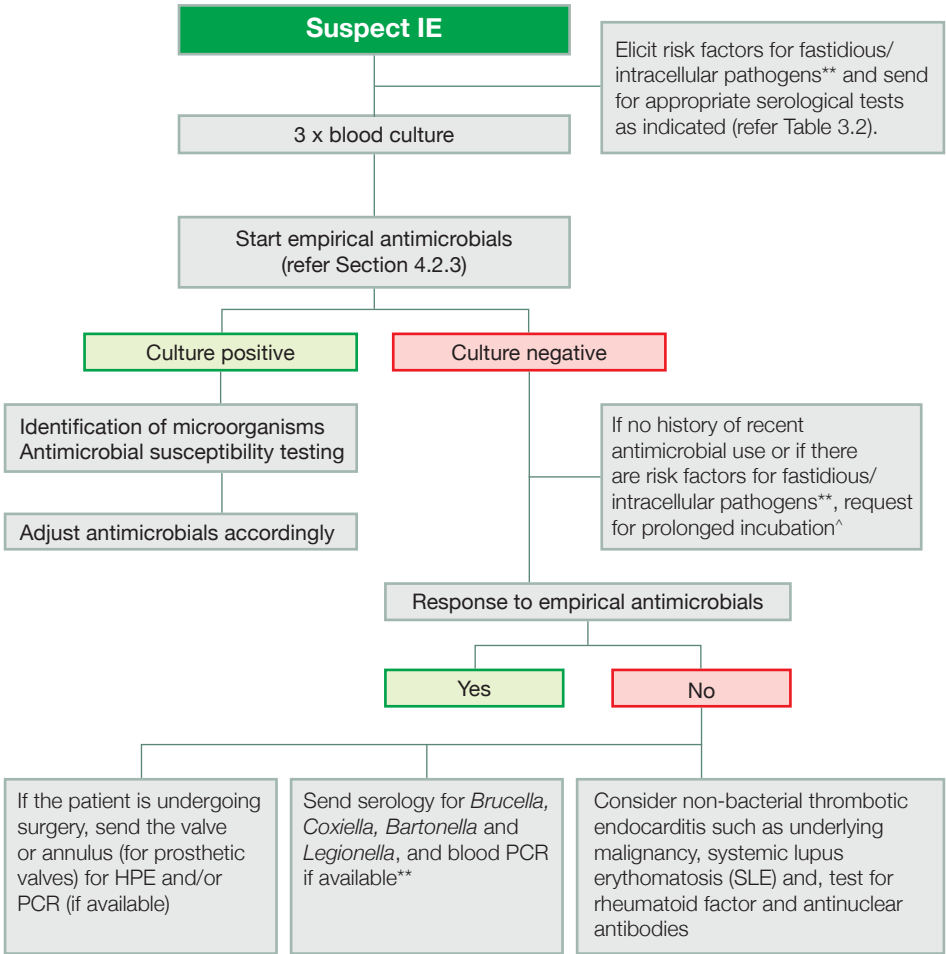 Suspect IE
Elicit risk factors for fastidious/
intracellular pathogens** and send
for appropriate serological tests
as indicated (refer Table 3.2).
3 x blood culture
Start empirical antimicrobials
(refer Section 4.2.3)
Culture positive
Culture negative
Identification of microorganisms
Antimicrobial susceptibility testing
Adjust antimicrobials accordingly
If no history of recent
antimicrobial use or if there
are risk factors for fastidious/
intracellular pathogens**, request
for prolonged incubation^
Response to empirical antimicrobials
Yes
No
If the patient is undergoing
surgery, send the valve
or annulus (for prosthetic
valves) for HPE and/or
PCR (if available)
Send serology for Brucella,
Coxiella, Bartonella and
Legionella, and blood PCR
if available**
Consider non-bacterial thrombotic
endocarditis such as underlying
malignancy, systemic lupus
erythomatosis (SLE) and, test for
rheumatoid factor and antinuclear
antibodies